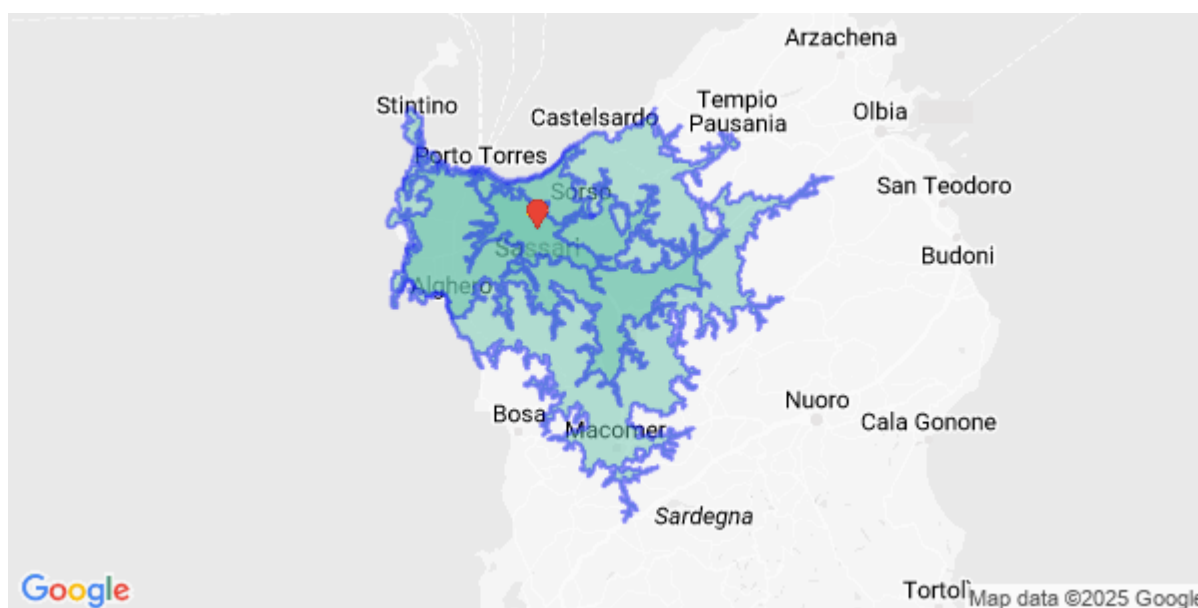 Arzachena
Stintino
Castelsardo
Tempio
Pausania
Olbia
Porto Torres
Sorso
San Teodoro
Sassari
Budoni
Alghero
Bosa
Nuoro
Macomer
Cala Gonone
Sardegna
Google
Tortolì
Map data ©2025 Google